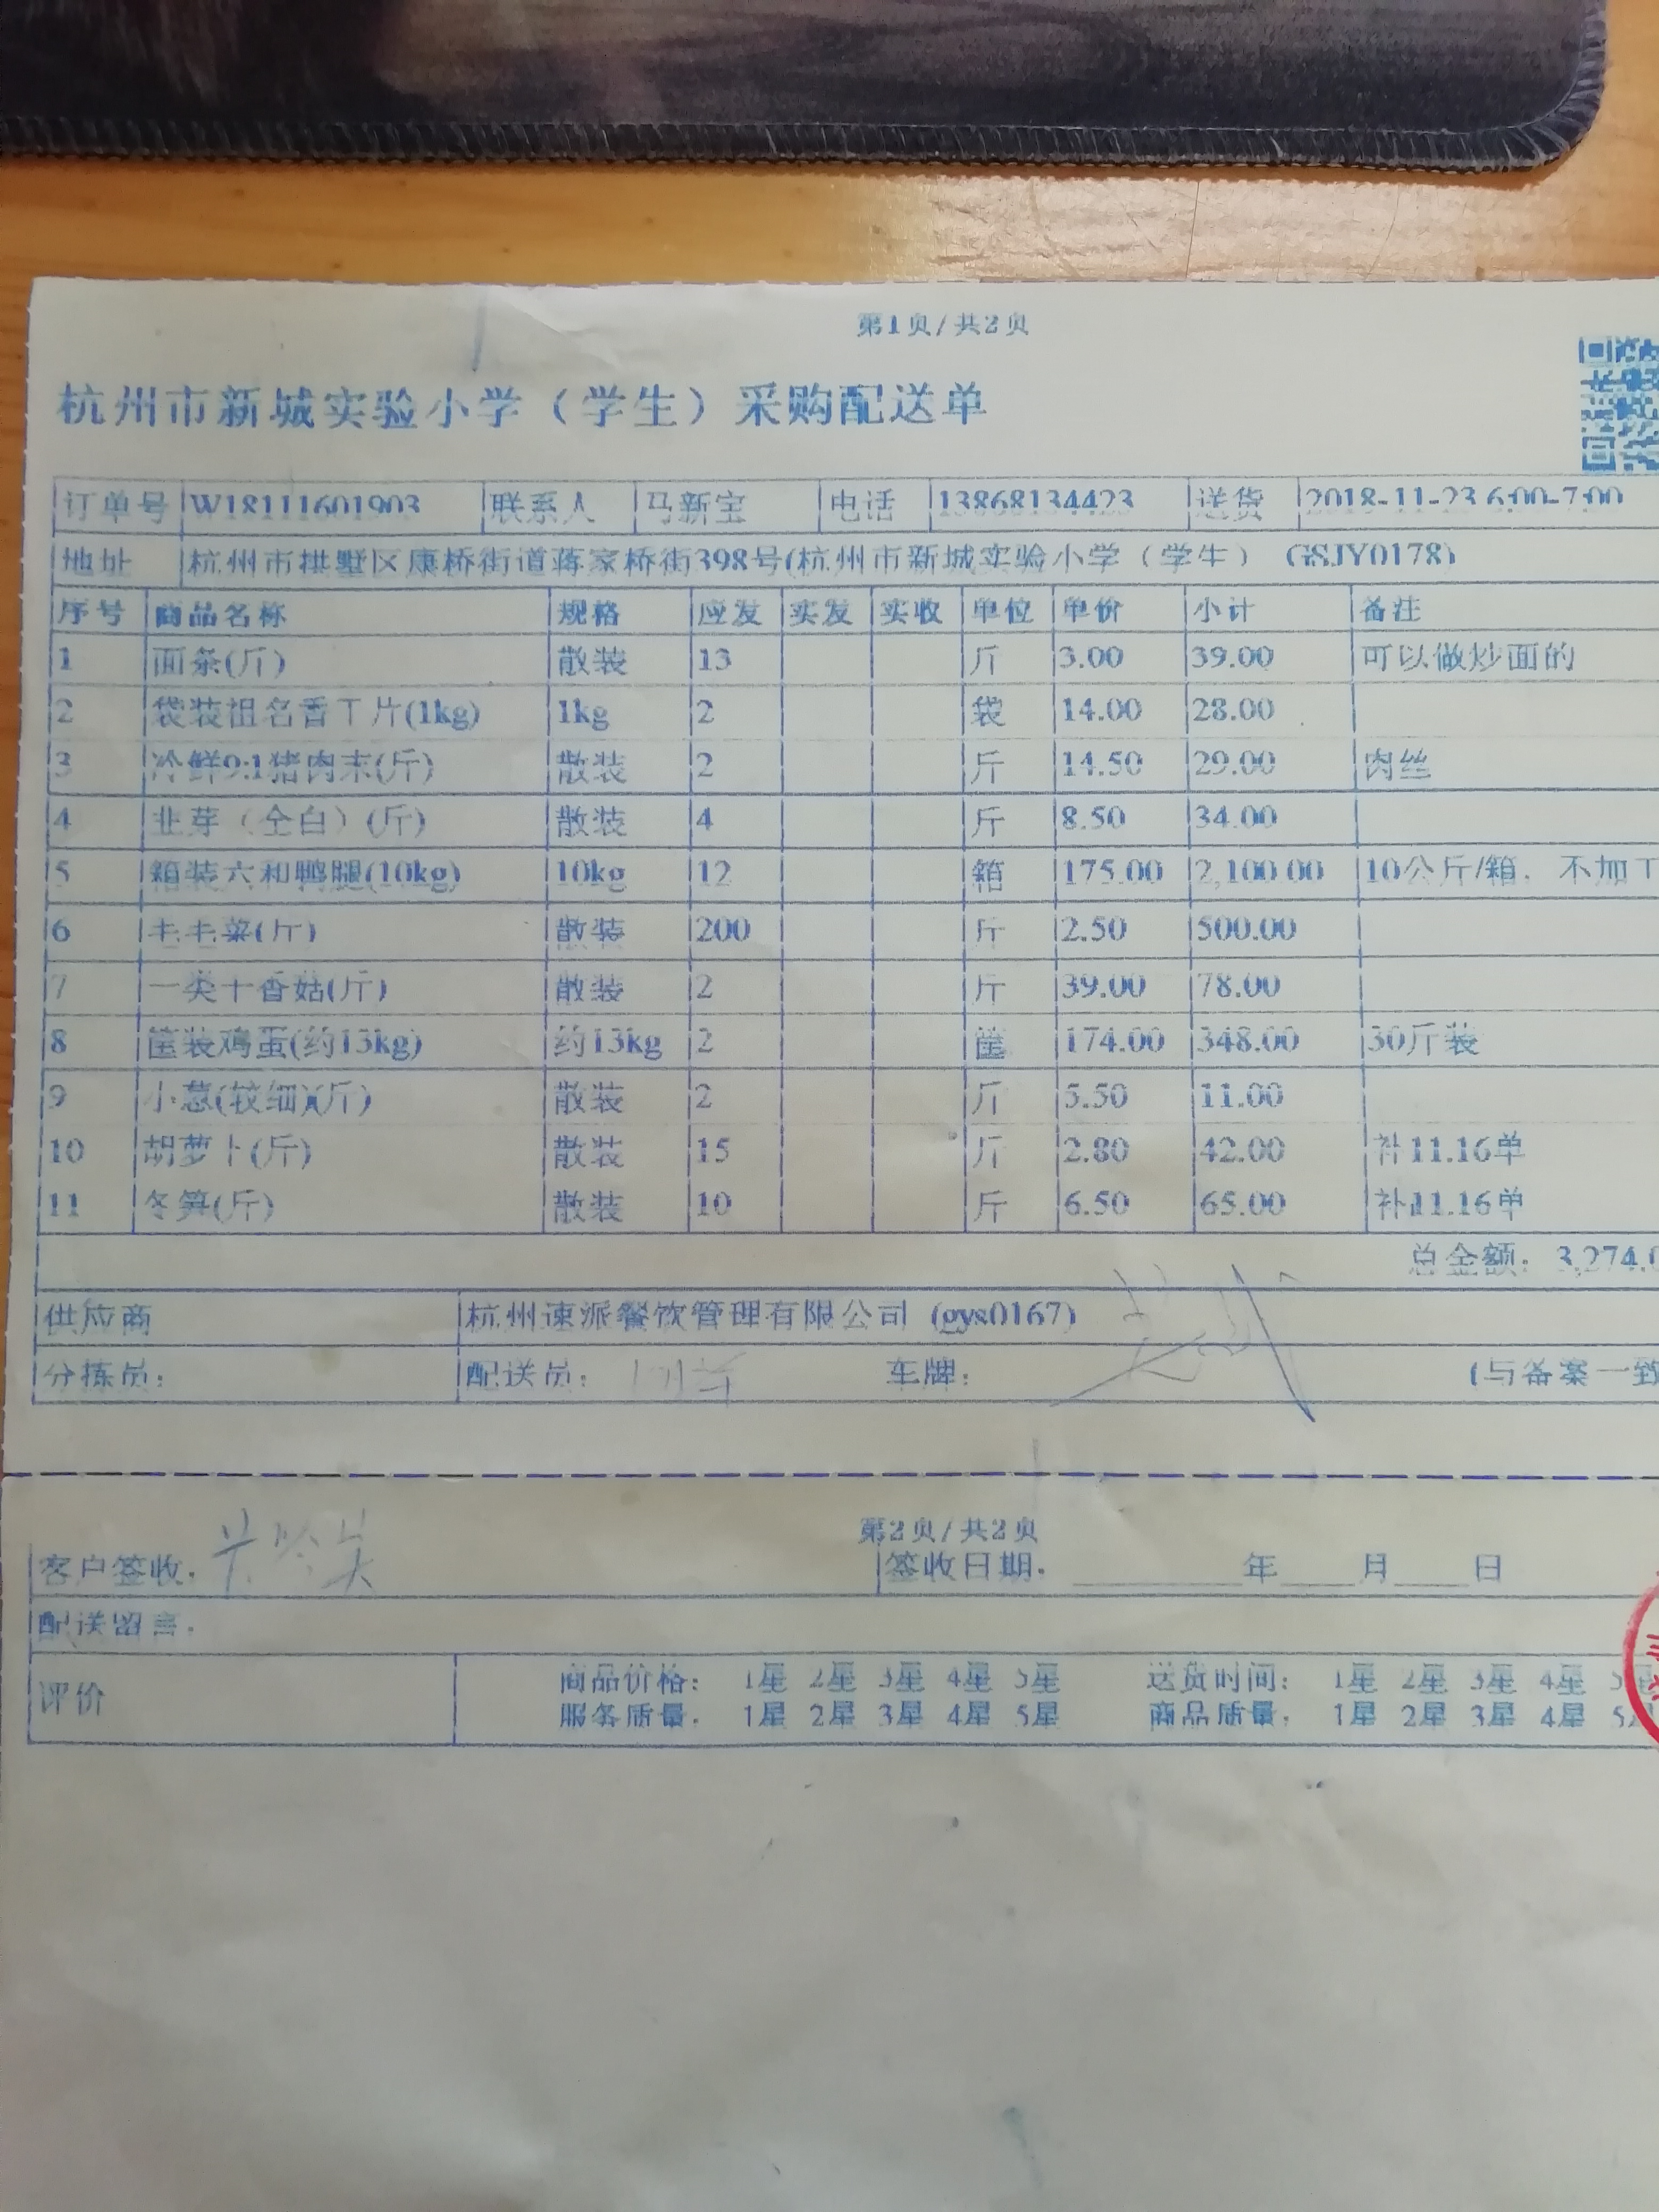 第1页/共2页
杭州市新城实验小学（学生）采购配送单
订单号 W18111601903 联系人 马新宝 电话 13868134423 送货 2018-11-23 6:00-7:00
地址 杭州市拱墅区康桥街道蒋家桥街398号(杭州市新城实验小学（学生） (GSJY0178)
序号 商品名称 规格 应发 实发 实收 单位 单价 小计 备注
1 面条(斤) 散装 13 斤 3.00 39.00 可以做炒面的
2 袋装祖名香干片(1kg) 1kg 2 袋 14.00 28.00
3 冷鲜9:1猪肉末(斤) 散装 2 斤 14.50 29.00 肉丝
4 韭芽（全白）(斤) 散装 4 斤 8.50 34.00
5 箱装六和鸭腿(10kg) 10kg 12 箱 175.00 2,100.00 10公斤/箱，不加工
6 毛毛菜(斤) 散装 200 斤 2.50 500.00
7 一类干香菇(斤) 散装 2 斤 39.00 78.00
8 筐装鸡蛋(约13kg) 约13kg 2 筐 174.00 348.00 30斤装
9 小葱(较细)(斤) 散装 2 斤 5.50 11.00
10 胡萝卜(斤) 散装 15 斤 2.80 42.00 补11.16单
11 冬笋(斤) 散装 10 斤 6.50 65.00 补11.16单
总金额：3,274.0
供应商 杭州速派餐饮管理有限公司 (gys0167)
分拣员： 配送员： 车牌： (与备案一致
第2页/共2页
客户签收： 签收日期： 年 月 日
配送留言：
评价 商品价格： 1星 2星 3星 4星 5星 送货时间： 1星 2星 3星 4星 5星
服务质量： 1星 2星 3星 4星 5星 商品质量： 1星 2星 3星 4星 5星